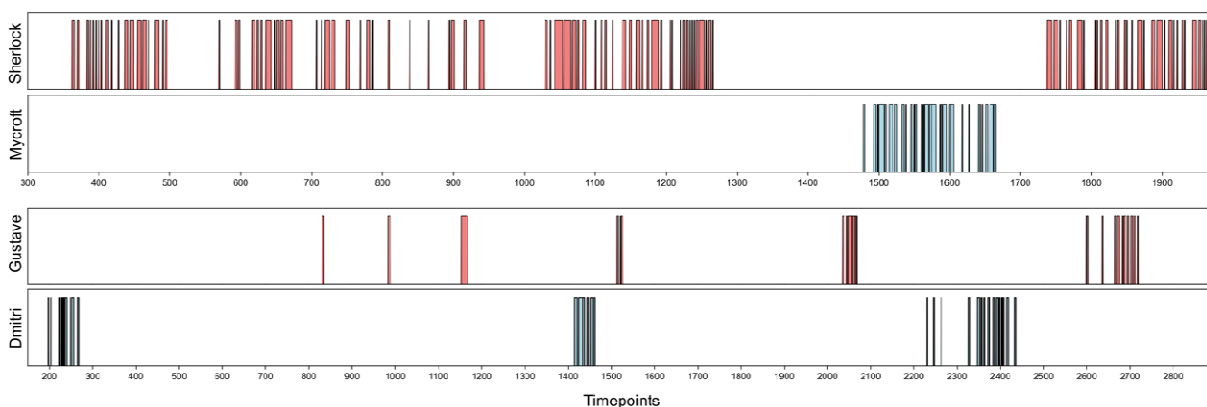 Sherlock
Mycroft
300 400 500 600 700 800 900 1000 1100 1200 1300 1400 1500 1600 1700 1800 1900
Gustave
Dmitri
200 300 400 500 600 700 800 900 1000 1100 1200 1300 1400 1500 1600 1700 1800 1900 2000 2100 2200 2300 2400 2500 2600 2700 2800
Timepoints